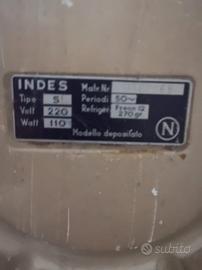 INDES Matr. Nr
Tipo S Periodi 50~
Volt 220 Refriger. Freon 12
Watt 110 270 gr.
Modello depositato N
subito